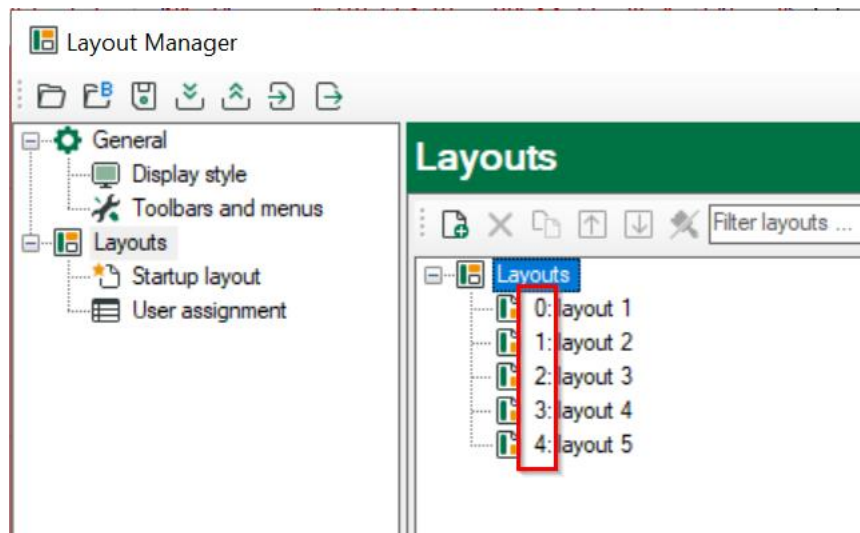 Layout Manager
B
General
Display style
Toolbars and menus
Layouts
Startup layout
User assignment
Layouts
Filter layouts ...
Layouts
0: layout 1
1: layout 2
2: layout 3
3: layout 4
4: layout 5